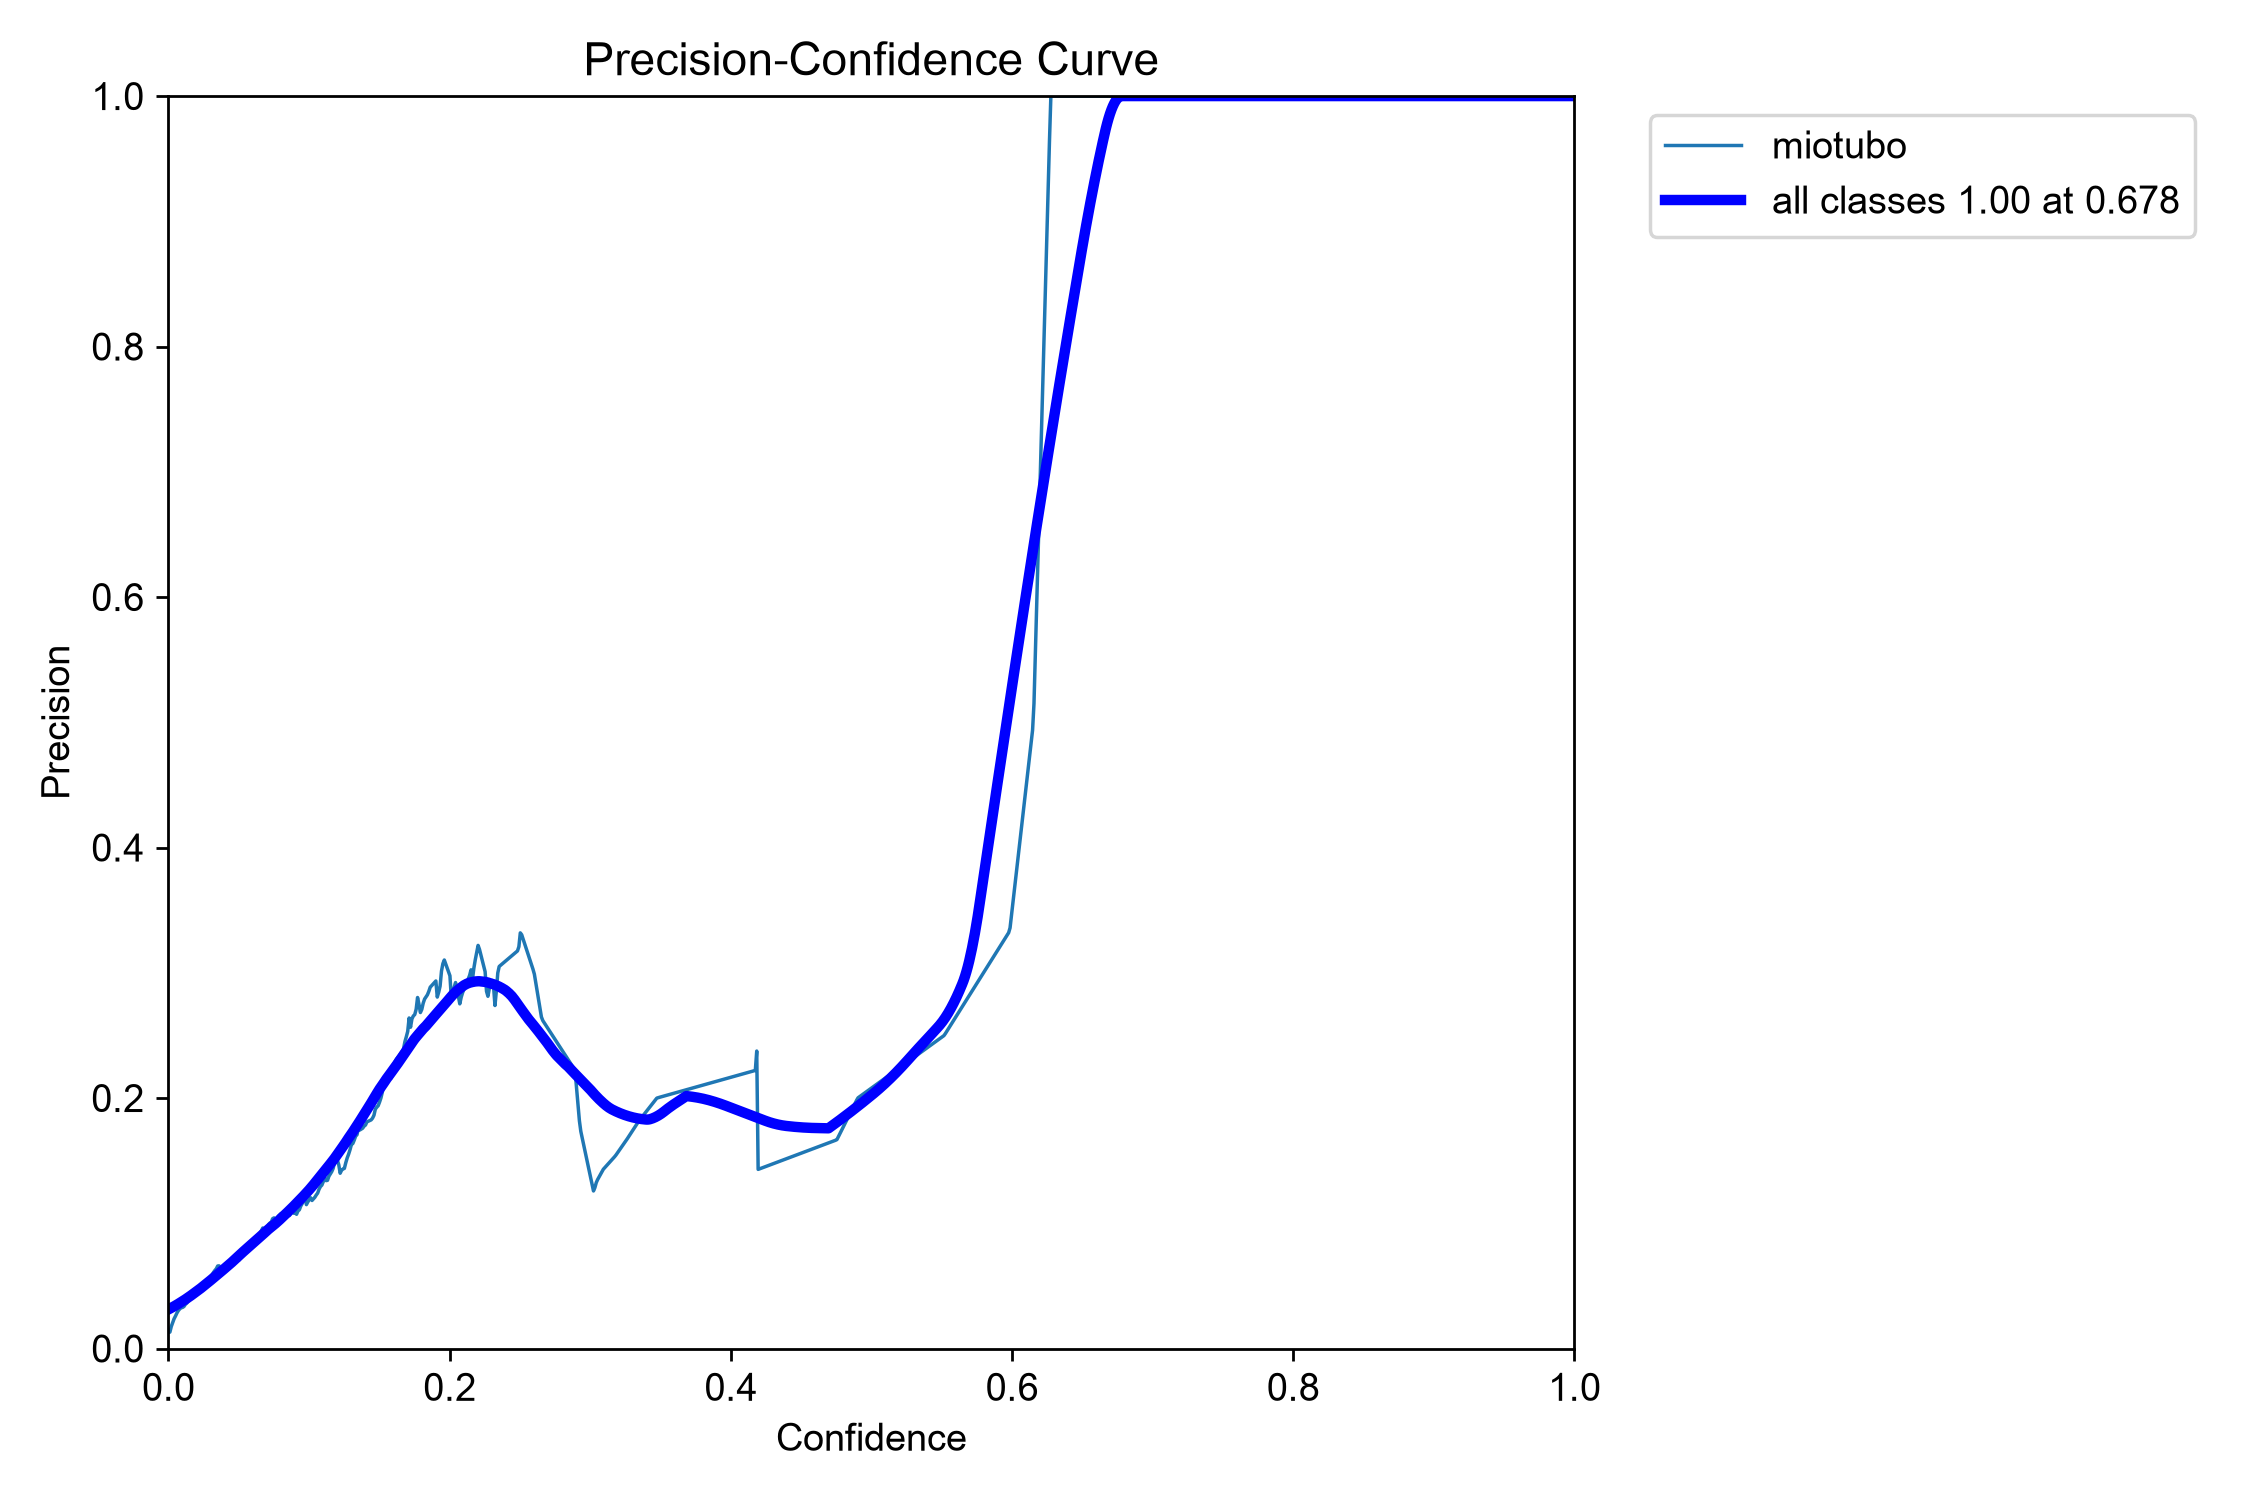 Precision-Confidence Curve
1.0
0.8
0.6
0.4
0.2
0.0
Precision
0.0 0.2 0.4 0.6 0.8 1.0
Confidence
miotubo
all classes 1.00 at 0.678